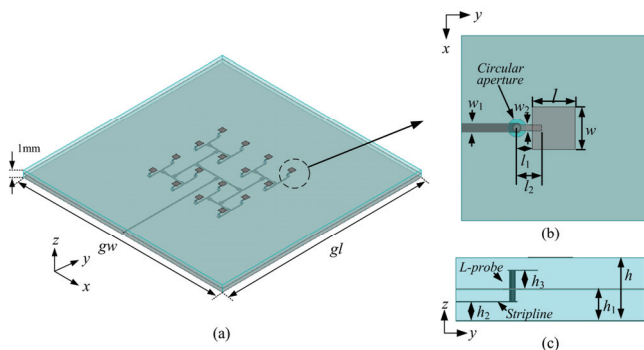 1mm
gw
gl
z
y
x
(a)
y
x
Circular
aperture
w1
w2
l
w
l1
l2
(b)
L-probe
h3
h
h1
h2
Stripline
z
y
(c)